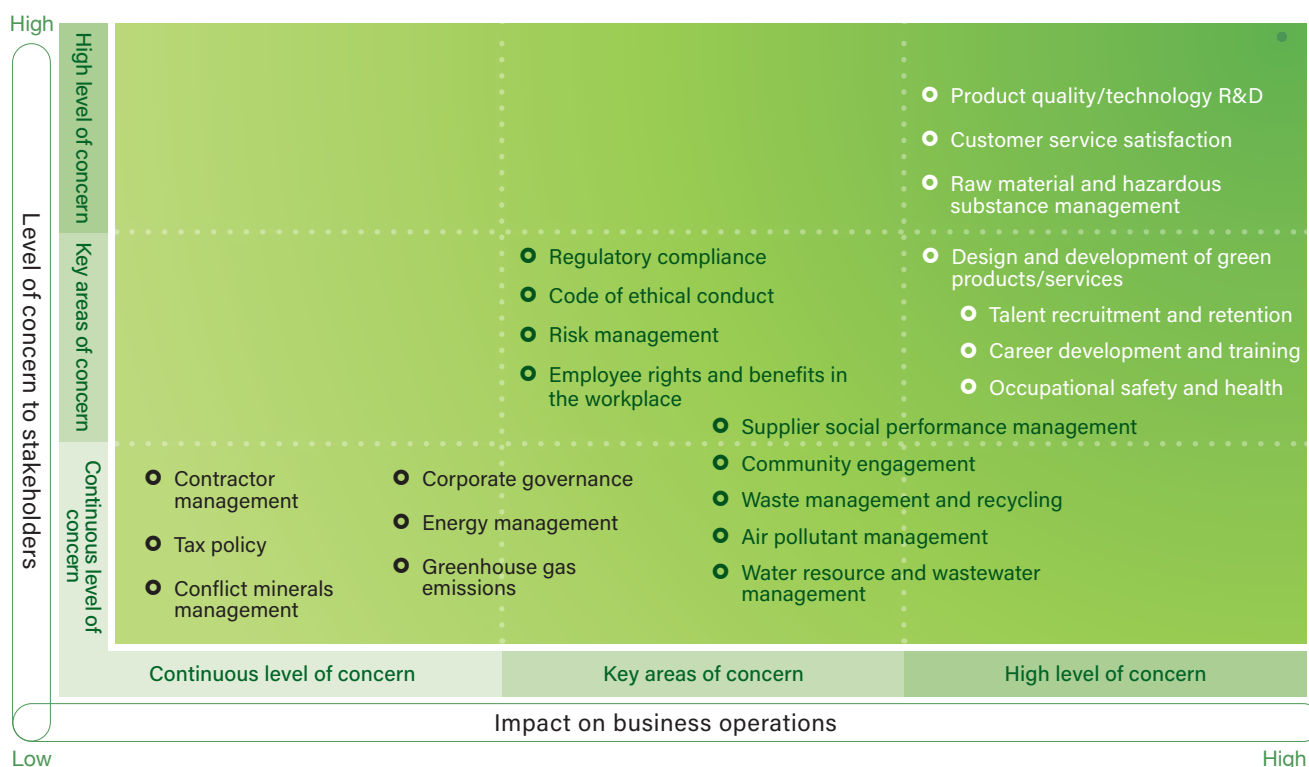 High
Level of concern to stakeholders
High level of concern
Key areas of concern
Continuous level of
concern
Product quality/technology R&D
Customer service satisfaction
Raw material and hazardous
substance management
Regulatory compliance
Code of ethical conduct
Risk management
Employee rights and benefits in
the workplace
Design and development of green
products/services
Talent recruitment and retention
Career development and training
Occupational safety and health
Supplier social performance management
Community engagement
Waste management and recycling
Air pollutant management
Water resource and wastewater
management
Contractor
management
Tax policy
Conflict minerals
management
Corporate governance
Energy management
Greenhouse gas
emissions
Continuous level of concern
Key areas of concern
High level of concern
Impact on business operations
Low
High